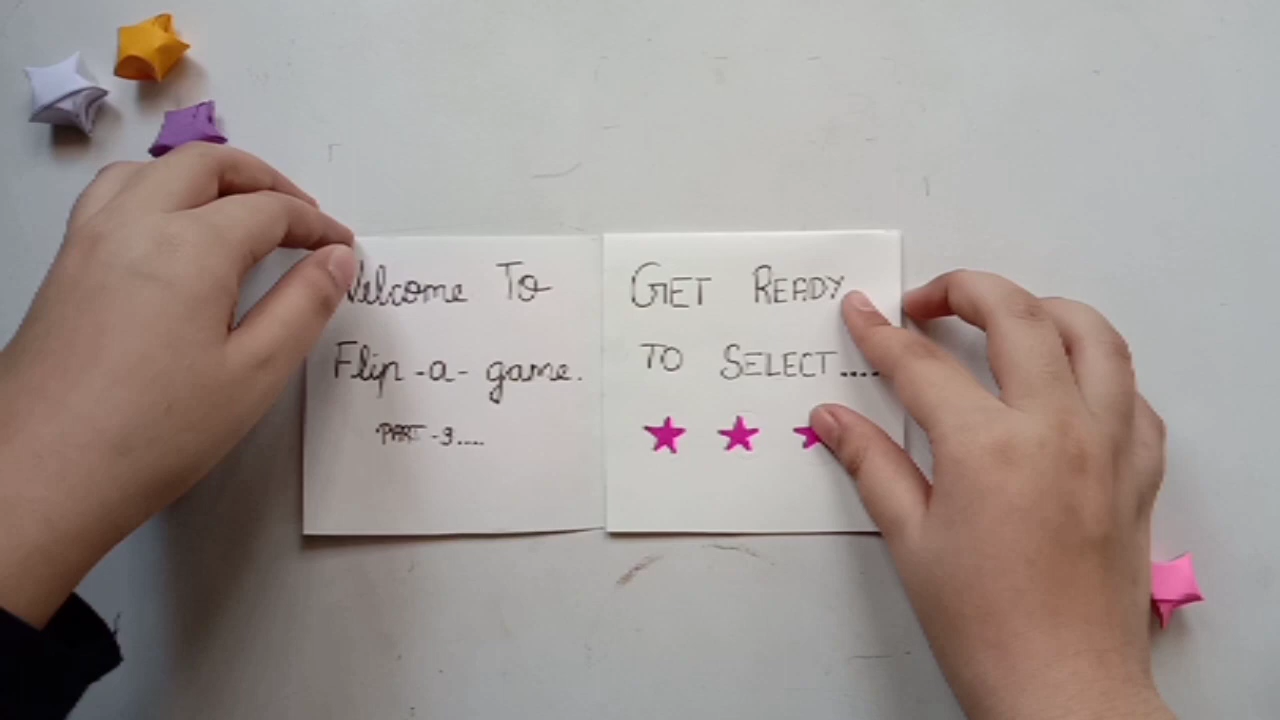 Welcome To
Flip-a-game.
PART-3....
GET READY
TO SELECT....